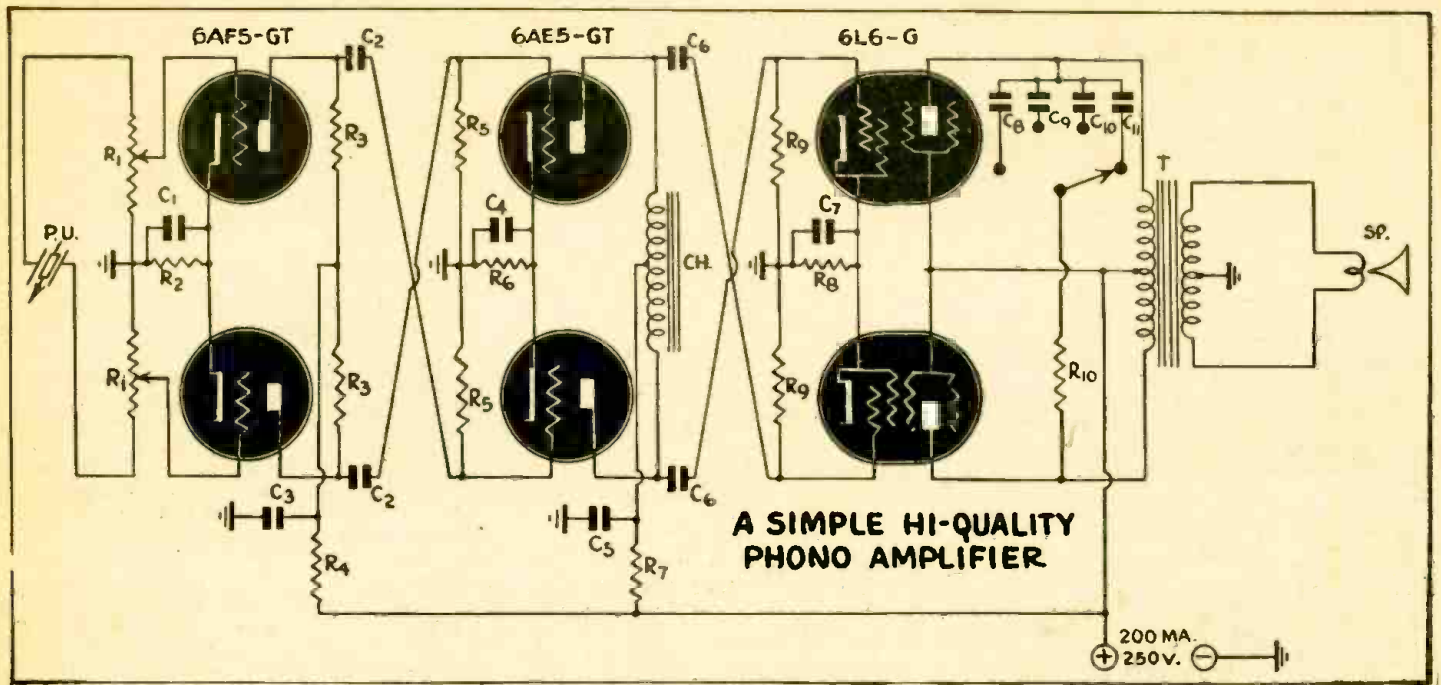 6AF5-GT
C2
6AE5-GT
C6
6L6-G
R1
R3
R5
R9
C8
C9
C10
C11
T
P.U.
C1
R2
C4
R6
CH.
C7
R8
SP.
R1
R3
R5
R9
R10
C3
C2
C5
C6
R4
R7
A SIMPLE HI-QUALITY
PHONO AMPLIFIER
200 MA.
+ 250 V. −